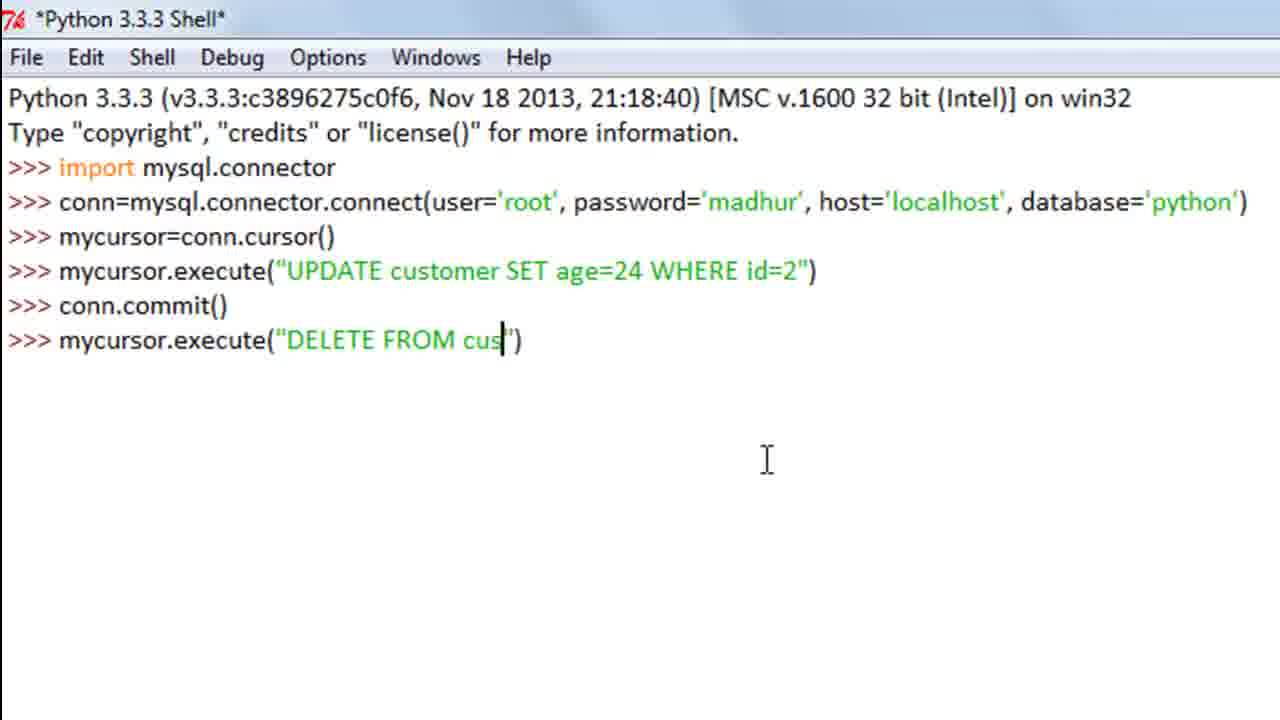 *Python 3.3.3 Shell*
File Edit Shell Debug Options Windows Help
Python 3.3.3 (v3.3.3:c3896275c0f6, Nov 18 2013, 21:18:40) [MSC v.1600 32 bit (Intel)] on win32
Type "copyright", "credits" or "license()" for more information.
>>> import mysql.connector
>>> conn=mysql.connector.connect(user='root', password='madhur', host='localhost', database='python')
>>> mycursor=conn.cursor()
>>> mycursor.execute("UPDATE customer SET age=24 WHERE id=2")
>>> conn.commit()
>>> mycursor.execute("DELETE FROM cus")